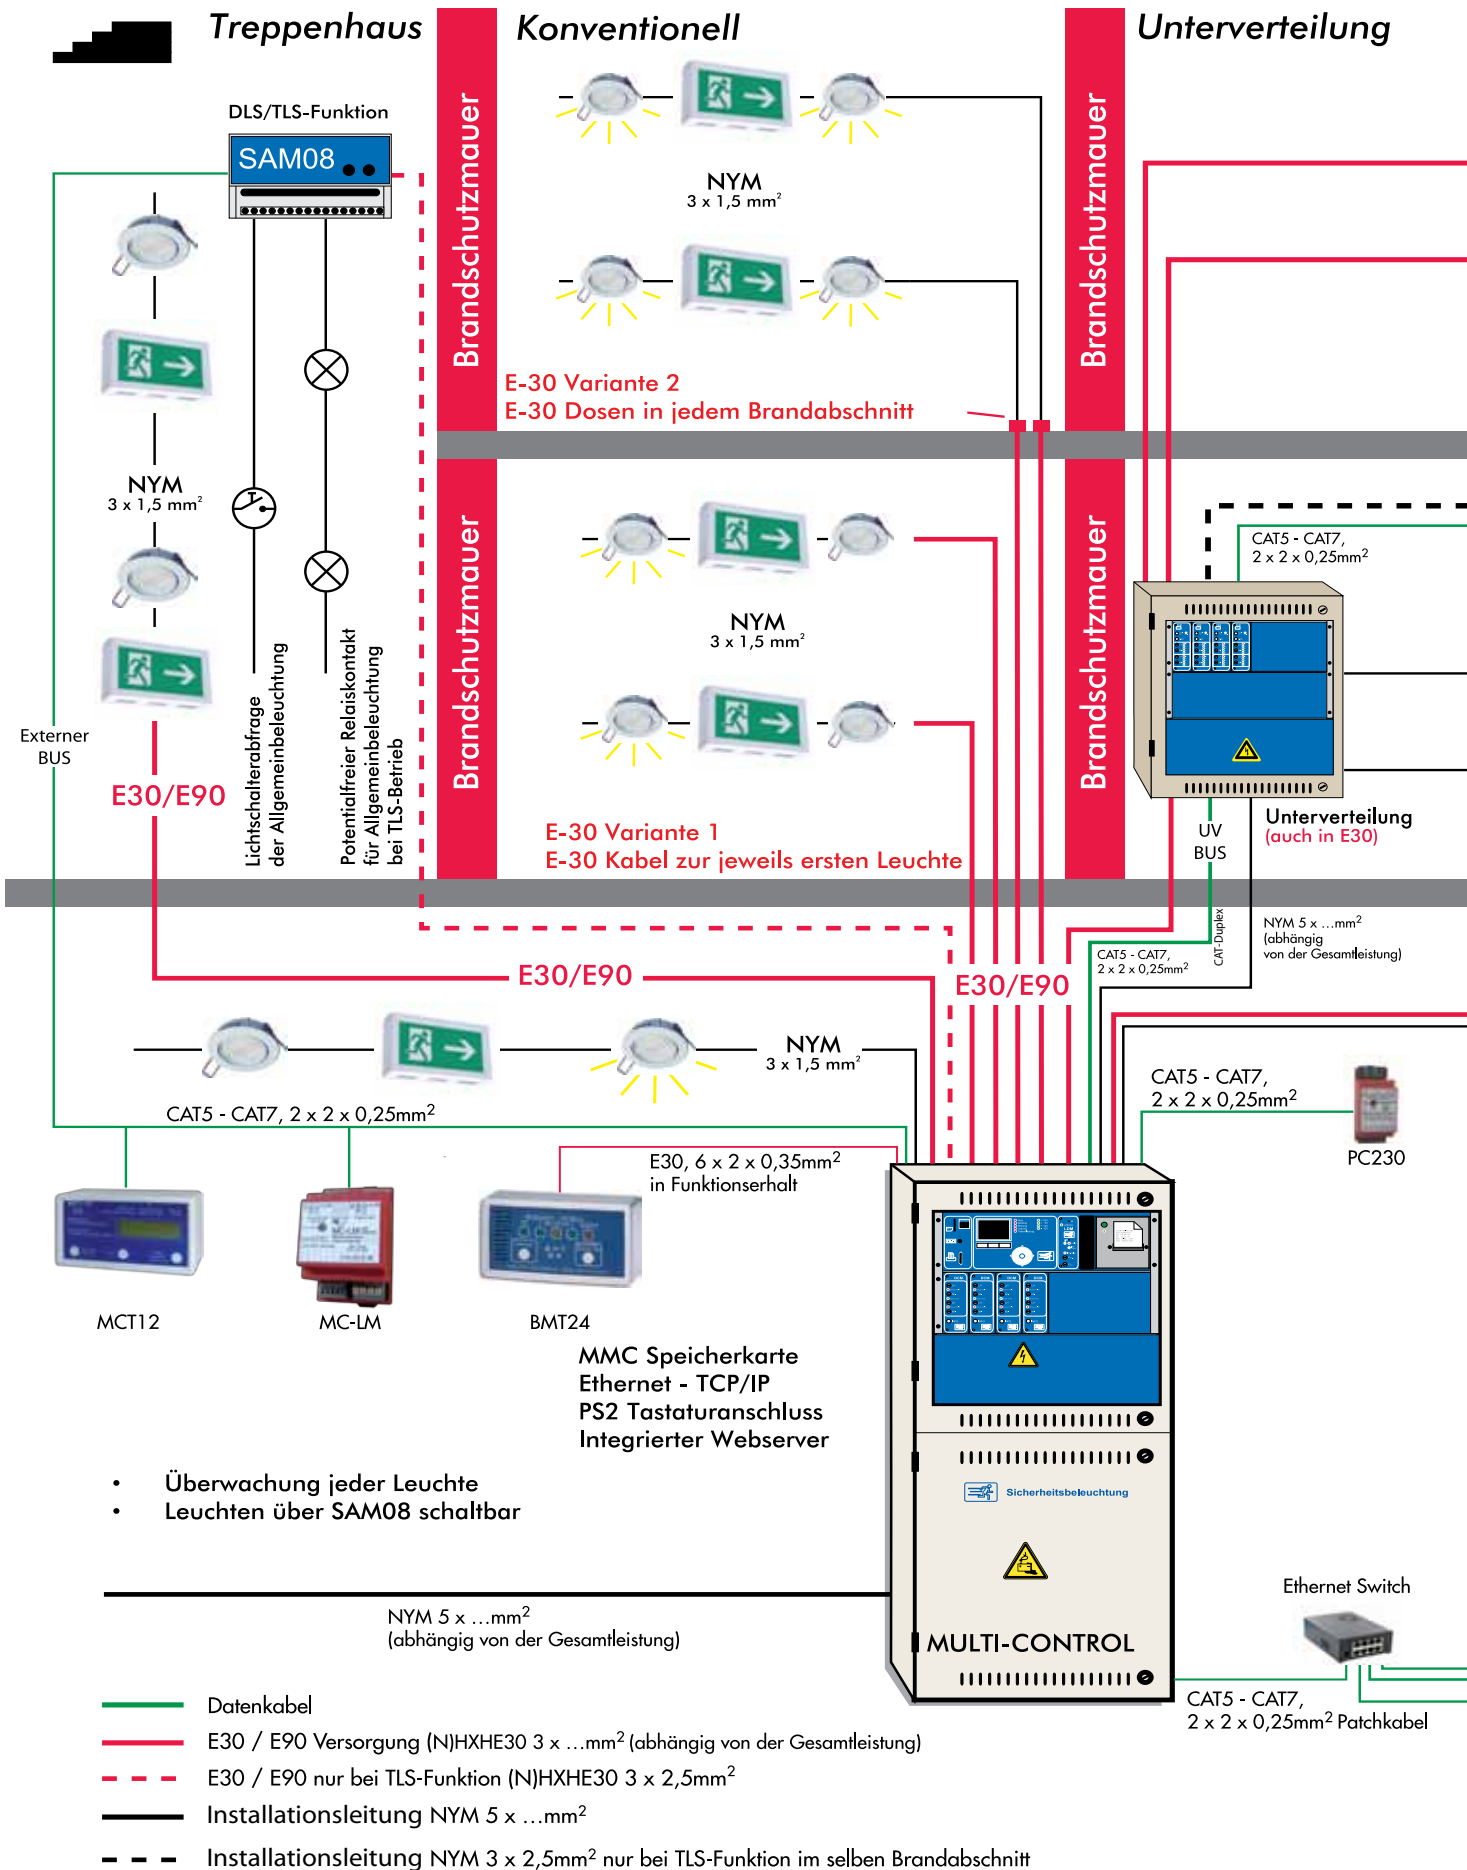 Treppenhaus
Konventionell
Unterverteilung
DLS/TLS-Funktion
SAM08
Brandschutzmauer
Brandschutzmauer
NYM
3 x 1,5 mm²
E-30 Variante 2
E-30 Dosen in jedem Brandabschnitt
NYM
3 x 1,5 mm²
Brandschutzmauer
Brandschutzmauer
CAT5 - CAT7,
2 x 2 x 0,25mm²
NYM
3 x 1,5 mm²
Externer
BUS
E30/E90
Lichtschalterabfrage
der Allgemeinbeleuchtung
Potentialfreier Relaiskontakt
für Allgemeinbeleuchtung
bei TLS-Betrieb
E-30 Variante 1
E-30 Kabel zur jeweils ersten Leuchte
Unterverteilung
(auch in E30)
UV
BUS
CAT-Duplex
CAT5 - CAT7,
2 x 2 x 0,25mm²
NYM 5 x ...mm²
(abhängig
von der Gesamtleistung)
E30/E90
E30/E90
NYM
3 x 1,5 mm²
CAT5 - CAT7,
2 x 2 x 0,25mm²
PC230
CAT5 - CAT7, 2 x 2 x 0,25mm²
E30, 6 x 2 x 0,35mm²
in Funktionserhalt
MCT12
MC-LM
BMT24
MMC Speicherkarte
Ethernet - TCP/IP
PS2 Tastaturanschluss
Integrierter Webserver
• Überwachung jeder Leuchte
• Leuchten über SAM08 schaltbar
Sicherheitsbeleuchtung
MULTI-CONTROL
NYM 5 x ...mm²
(abhängig von der Gesamtleistung)
Ethernet Switch
CAT5 - CAT7,
2 x 2 x 0,25mm² Patchkabel
Datenkabel
E30 / E90 Versorgung (N)HXHE30 3 x ...mm² (abhängig von der Gesamtleistung)
E30 / E90 nur bei TLS-Funktion (N)HXHE30 3 x 2,5mm²
Installationsleitung NYM 5 x ...mm²
Installationsleitung NYM 3 x 2,5mm² nur bei TLS-Funktion im selben Brandabschnitt